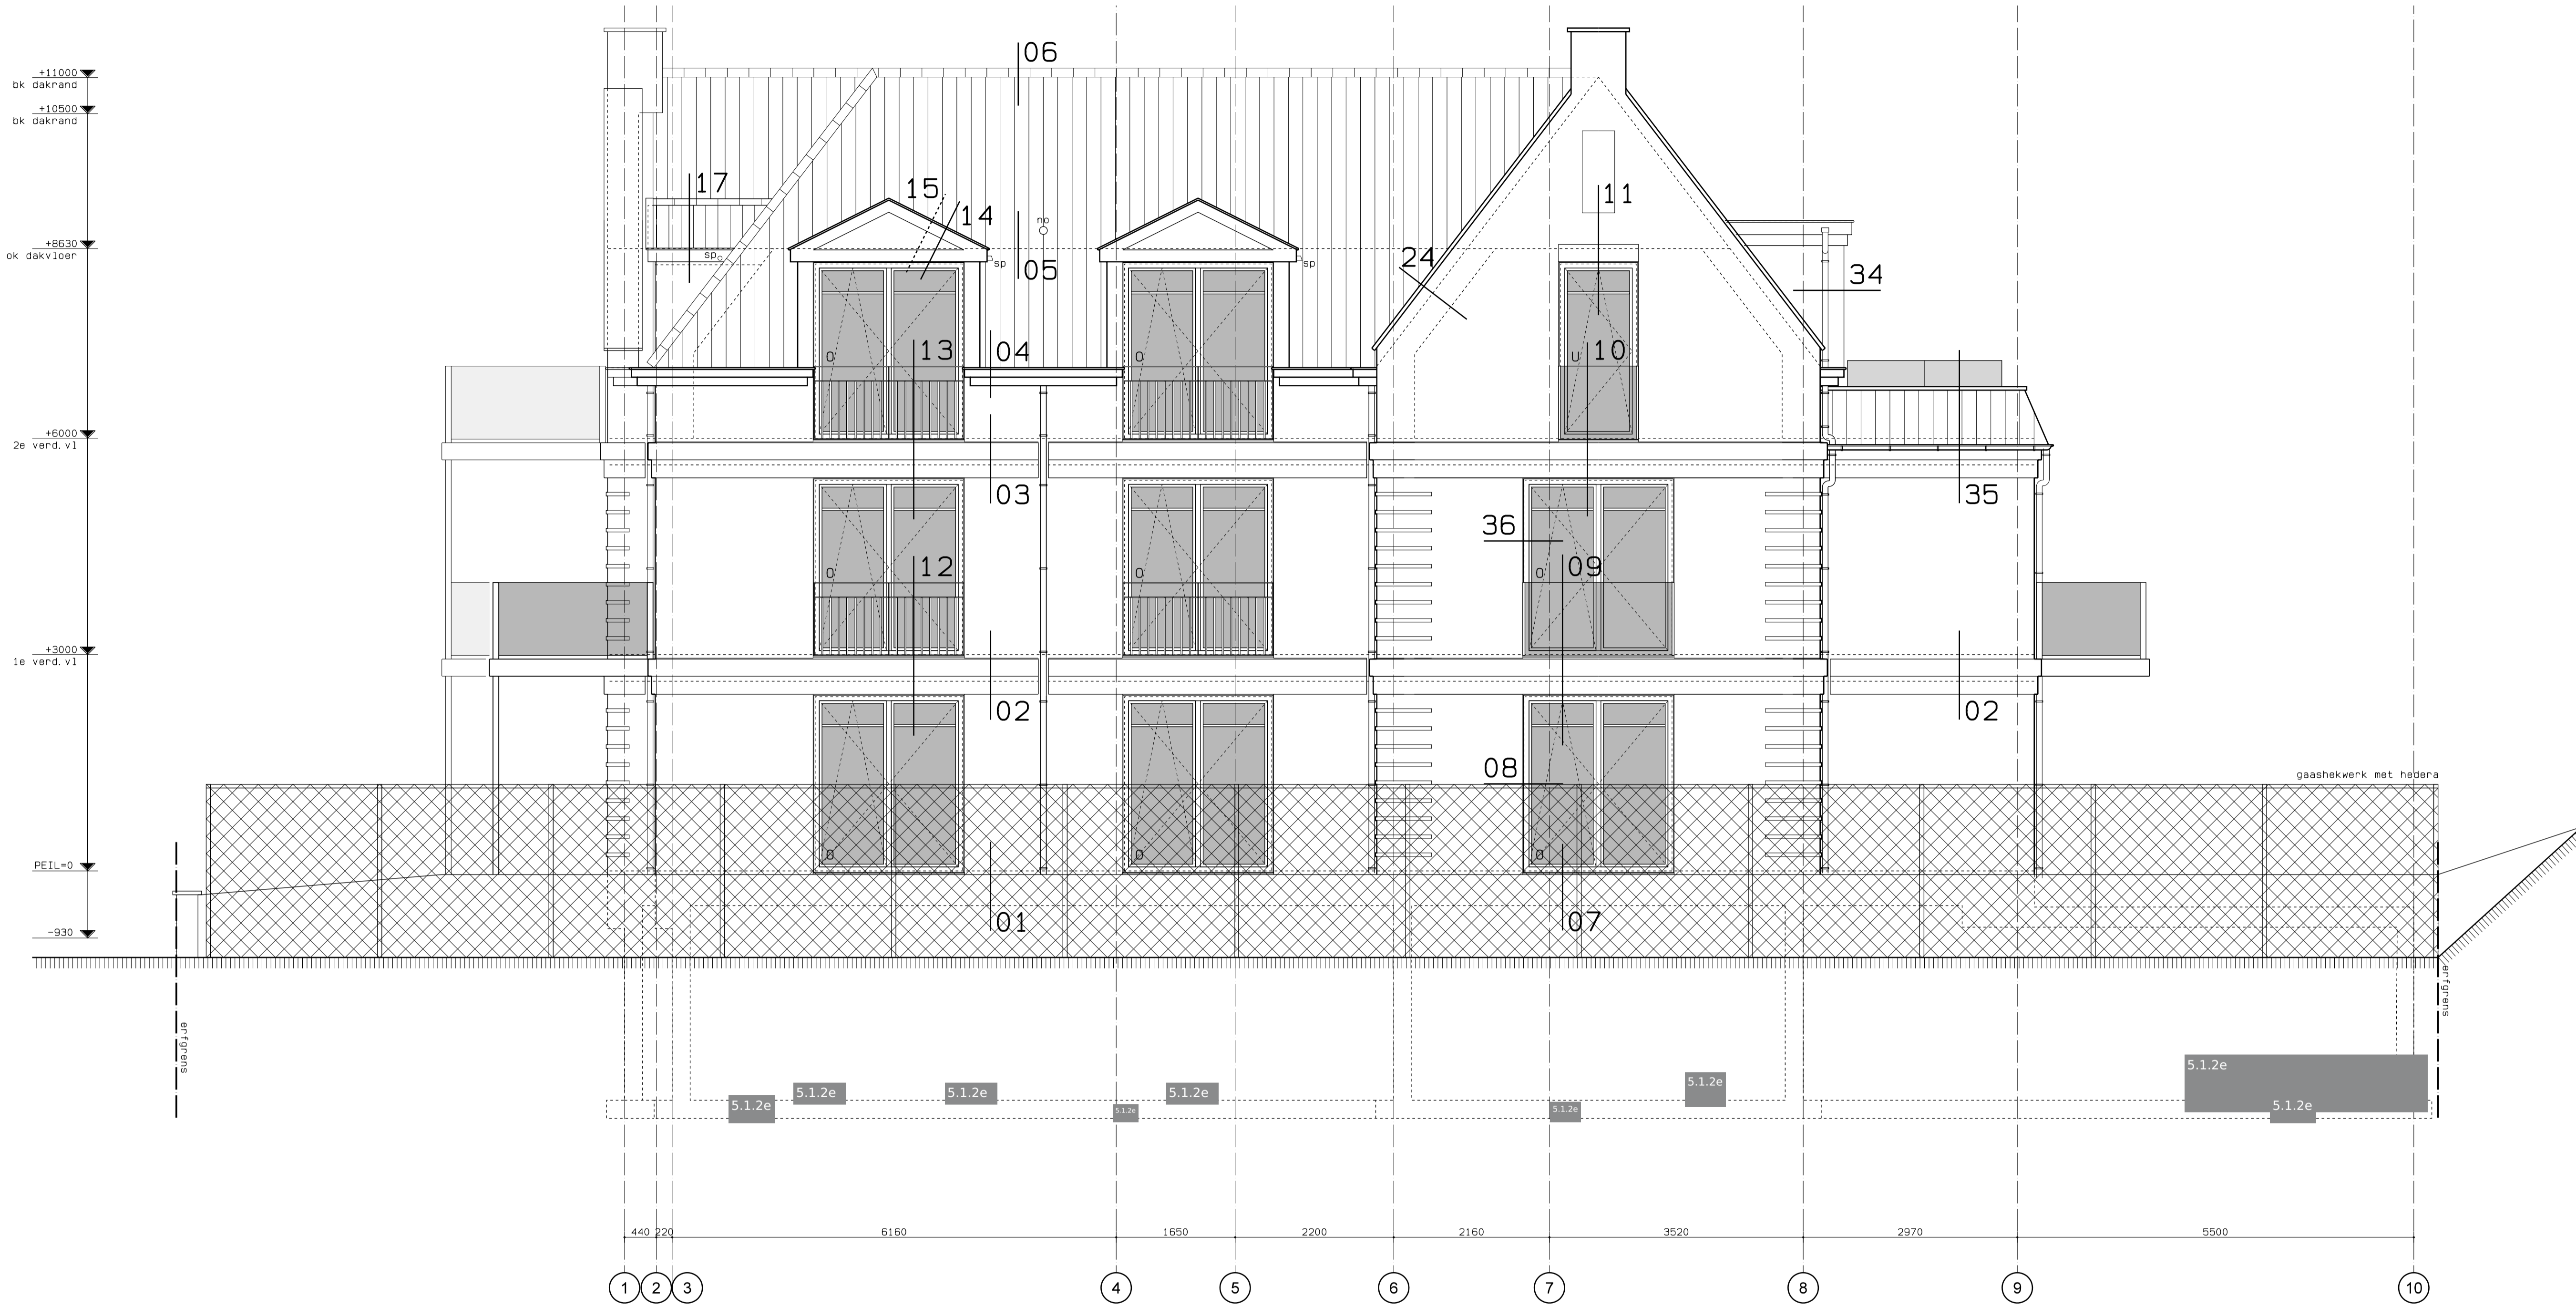 06
+11000
bk dakrand
+10500
bk dakrand
17
15
14
11
no
+8630
ok dakvloer
sp
sp
sp
05
24
34
13
04
O
O
U
10
+6000
2e verd.vl
03
35
36
12
O
O
O
09
+3000
1e verd.vl
02
02
08
gaashekwerk met hedera
PEIL=0
O
O
O
-930
01
07
erfgrens
erfgrens
5.1.2e
5.1.2e
5.1.2e
5.1.2e
5.1.2e
5.1.2e
5.1.2e
5.1.2e
5.1.2e
440 220 6160 1650 2200 2160 3520 2970 5500
1 2 3 4 5 6 7 8 9 10